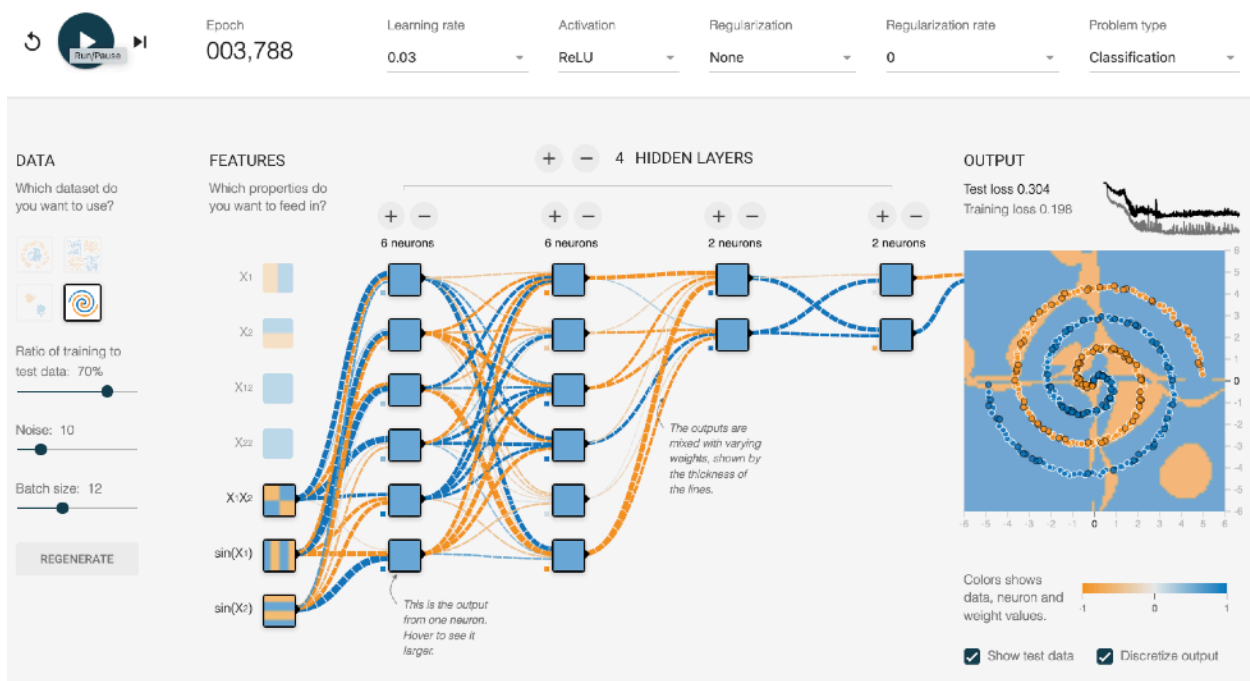 Epoch
003,788
Learning rate
0.03
Activation
ReLU
Regularization
None
Regularization rate
0
Problem type
Classification
Run/Pause
DATA
Which dataset do
you want to use?
Ratio of training to
test data: 70%
Noise: 10
Batch size: 12
REGENERATE
FEATURES
Which properties do
you want to feed in?
X1
X2
X12
X22
X1X2
sin(X1)
sin(X2)
+ − 4 HIDDEN LAYERS
+ − + − + − + −
6 neurons
6 neurons
2 neurons
2 neurons
This is the output
from one neuron.
Hover to see it
larger.
The outputs are
mixed with varying
weights, shown by
the thickness of
the lines.
OUTPUT
Test loss 0.304
Training loss 0.198
6
5
4
3
2
1
0
-1
-2
-3
-4
-5
-6
-6 -5 -4 -3 -2 -1 0 1 2 3 4 5 6
Colors shows
data, neuron and
weight values.
-1 0 1
Show test data
Discretize output